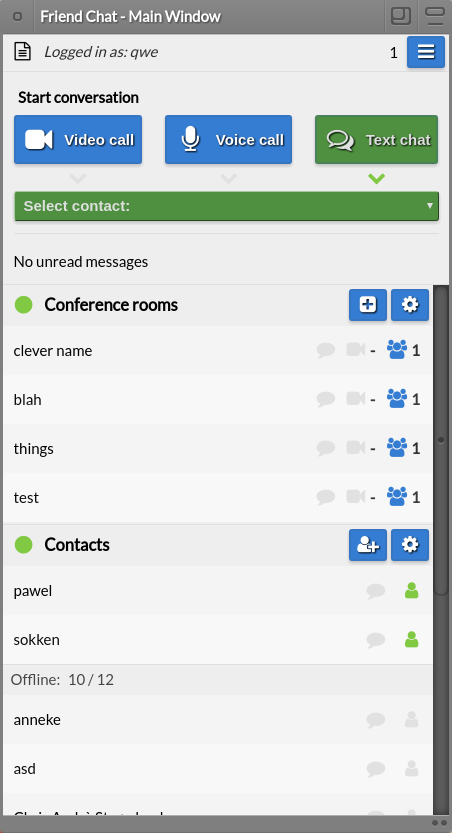 Friend Chat - Main Window
Logged in as: qwe 1
Start conversation
Video call Voice call Text chat
Select contact:
No unread messages
Conference rooms
clever name - 1
blah - 1
things - 1
test - 1
Contacts
pawel
sokken
Offline: 10 / 12
anneke
asd